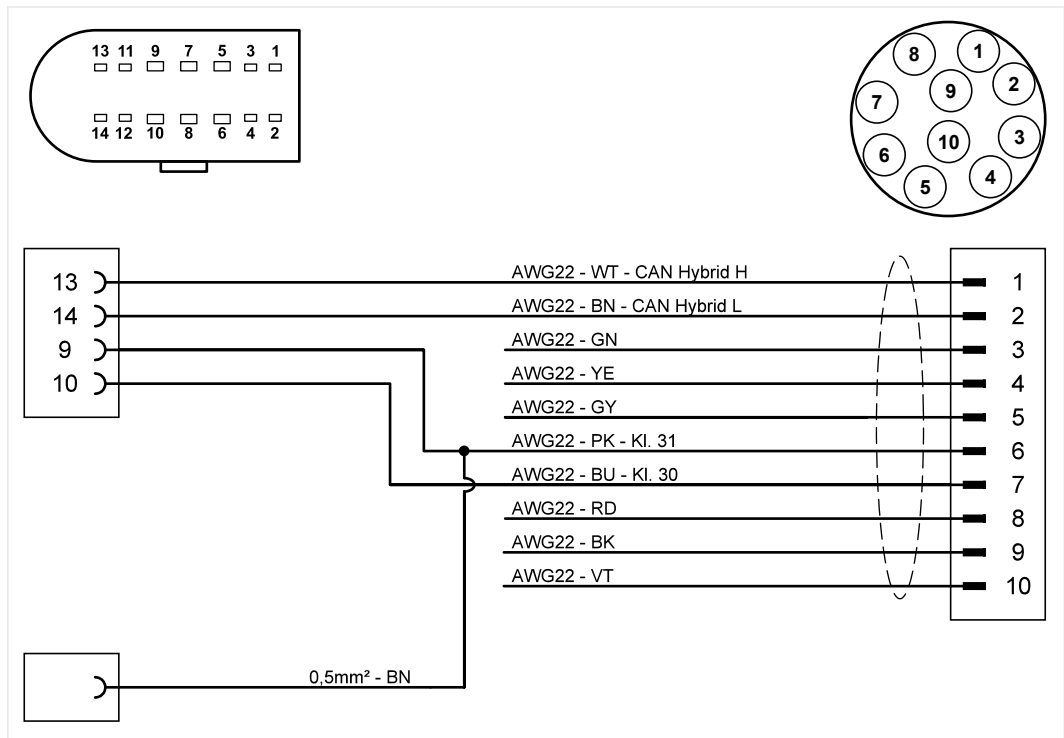 13 11 9 7 5 3 1
14 12 10 8 6 4 2
8 1
2
9
7
3
10
6
4
5
13 AWG22 - WT - CAN Hybrid H 1
14 AWG22 - BN - CAN Hybrid L 2
9 AWG22 - GN 3
10 AWG22 - YE 4
AWG22 - GY 5
AWG22 - PK - Kl. 31 6
AWG22 - BU - Kl. 30 7
AWG22 - RD 8
AWG22 - BK 9
AWG22 - VT 10
0,5mm² - BN